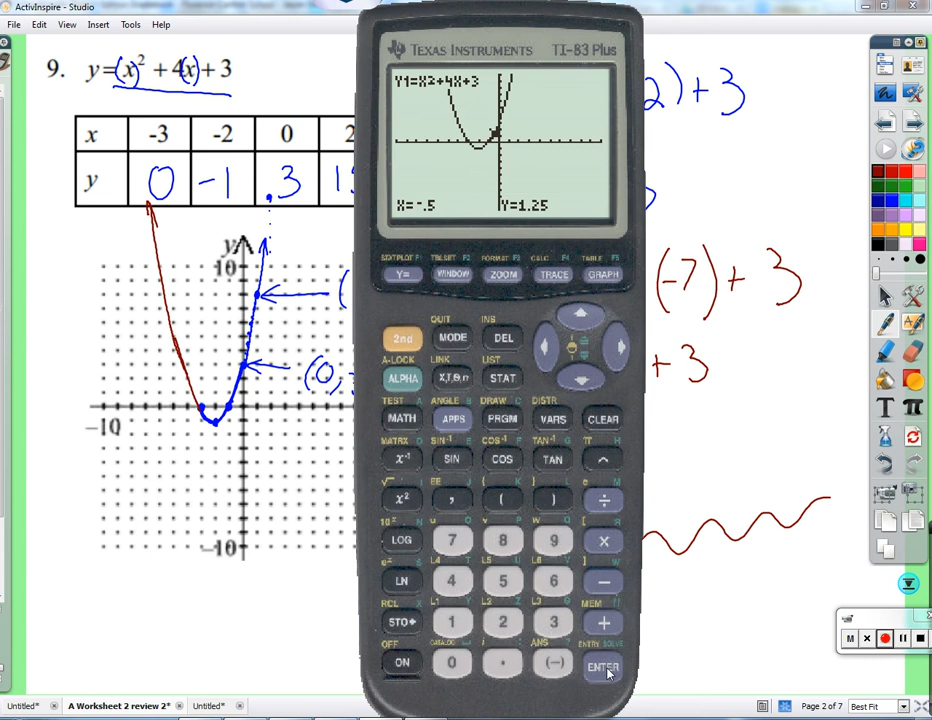 ActivInspire - Studio
File Edit View Insert Tools Help
9. y=(x)² + 4(x) + 3
2) + 3
x -3 -2 0
y 0 -1 .3
y
10
-10
-10
(
(0,
(-7) + 3
+ 3
TEXAS INSTRUMENTS TI-83 Plus
Y1=X2+4X+3
X=-.5 Y=1.25
STATPLOT F1 TBLSET F2 FORMAT F3 CALC F4 TABLE F5
Y= WINDOW ZOOM TRACE GRAPH
QUIT INS
2nd MODE DEL
A-LOCK LINK LIST
ALPHA X,T,θ,n STAT
TEST A ANGLE B DRAW C DISTR
MATH APPS PRGM VARS CLEAR
MATRX D SIN⁻¹ E COS⁻¹ F TAN⁻¹ G π H
x⁻¹ SIN COS TAN ^
√ I EE J { K } L e M
x² , ( ) ÷
10ˣ N u O v P w Q [ R
LOG 7 8 9 ×
eˣ S L4 T L5 U L6 V ] W
LN 4 5 6 −
RCL X L1 Y L2 Z L3 θ MEM "
STO 1 2 3 +
OFF CATALOG i : ANS ? ENTRY SOLVE
ON 0 . (−) ENTER
T π
M
Untitled* A Worksheet 2 review 2* Untitled*
Page 2 of 7 Best Fit